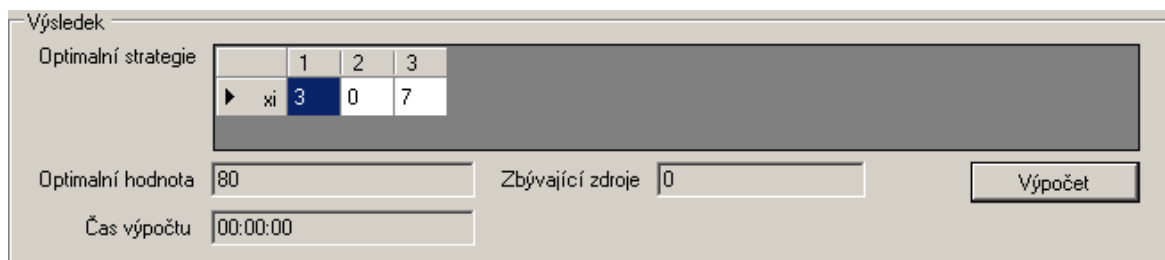 Výsledek
Optimalní strategie
1 2 3
xi 3 0 7
Optimalní hodnota 80 Zbývající zdroje 0 Výpočet
Čas výpočtu 00:00:00